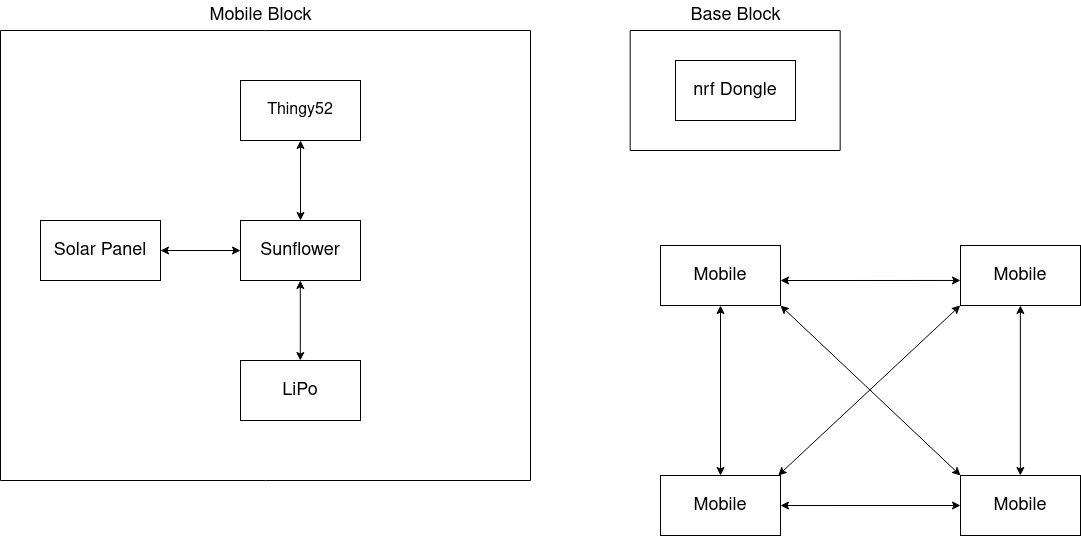 Mobile Block
Thingy52
Solar Panel
Sunflower
LiPo
Base Block
nrf Dongle
Mobile
Mobile
Mobile
Mobile